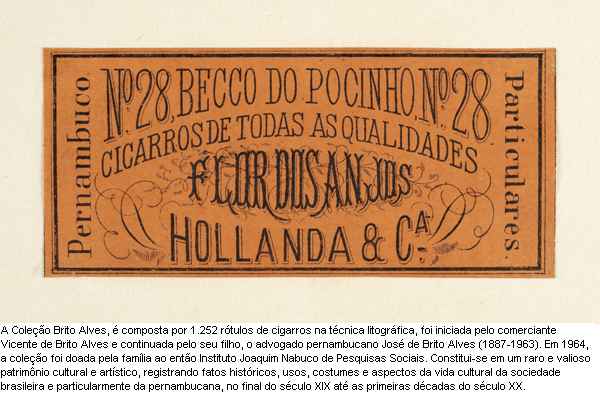 Pernambuco
Nº 28, BECCO DO POCINHO, Nº 28
CIGARROS DE TODAS AS QUALIDADES
FLOR DOS ANJOS
HOLLANDA & CA.
Particulares.
A Coleção Brito Alves, é composta por 1.252 rótulos de cigarros na técnica litográfica, foi iniciada pelo comerciante
Vicente de Brito Alves e continuada pelo seu filho, o advogado pernambucano José de Brito Alves (1887-1963). Em 1964,
a coleção foi doada pela família ao então Instituto Joaquim Nabuco de Pesquisas Sociais. Constitui-se em um raro e valioso
patrimônio cultural e artístico, registrando fatos históricos, usos, costumes e aspectos da vida cultural da sociedade
brasileira e particularmente da pernambucana, no final do século XIX até as primeiras décadas do século XX.